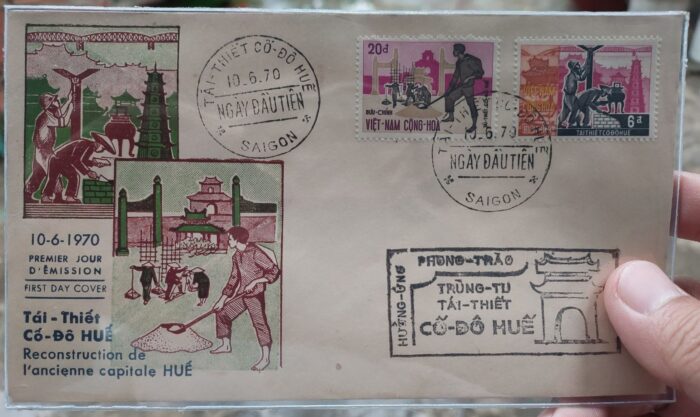 TÁI-THIẾT CỐ-ĐÔ HUẾ
10.6.70
NGÀY ĐẦU TIÊN
SAIGON
20đ
BƯU-CHÍNH
VIỆT-NAM CỘNG-HÒA
6đ
TÁI THIẾT CỐ ĐÔ HUẾ
NGÀY ĐẦU TIÊN
SAIGON
10-6-1970
PREMIER JOUR
D'ÉMISSION
FIRST DAY COVER
Tái - Thiết
Cố-Đô HUẾ
Reconstruction de
l'ancienne capitale HUẾ
HƯỞNG-ỨNG
PHONG-TRÀO
TRÙNG-TU
TÁI-THIẾT
CỐ-ĐÔ HUẾ